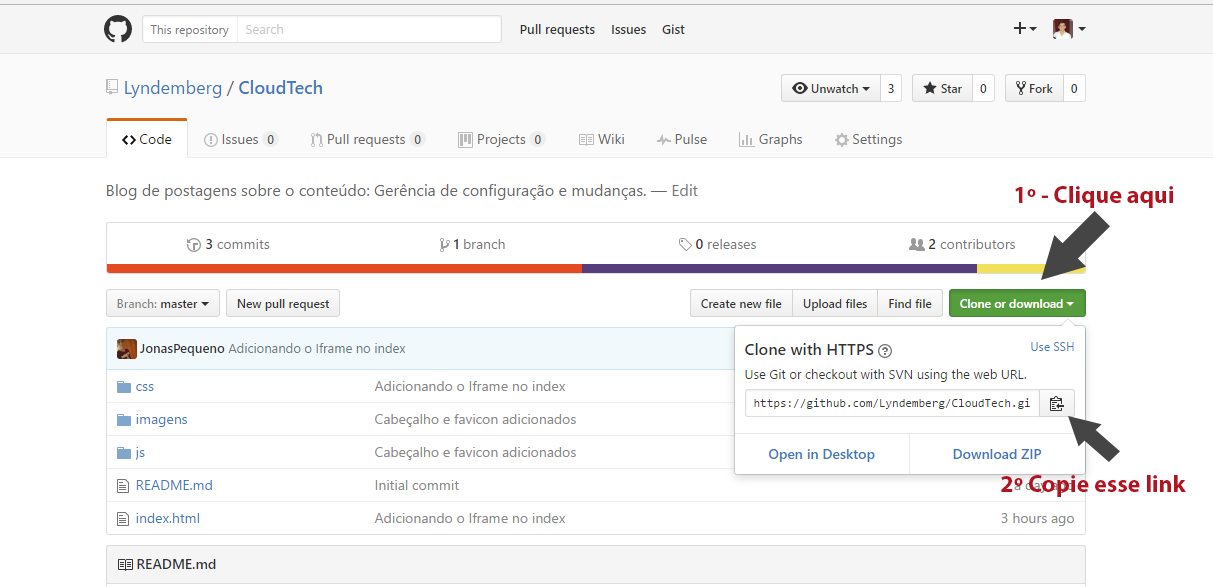 This repository Search Pull requests Issues Gist
Lyndemberg / CloudTech Unwatch 3 Star 0 Fork 0
Code Issues 0 Pull requests 0 Projects 0 Wiki Pulse Graphs Settings
Blog de postagens sobre o conteúdo: Gerência de configuração e mudanças. — Edit
1º - Clique aqui
3 commits 1 branch 0 releases 2 contributors
Branch: master New pull request Create new file Upload files Find file Clone or download
JonasPequeno Adicionando o Iframe no index
Clone with HTTPS Use SSH
Use Git or checkout with SVN using the web URL.
https://github.com/Lyndemberg/CloudTech.gi
Open in Desktop Download ZIP
css Adicionando o Iframe no index
imagens Cabeçalho e favicon adicionados
js Cabeçalho e favicon adicionados
README.md Initial commit a day ago
2º Copie esse link
index.html Adicionando o Iframe no index 3 hours ago
README.md